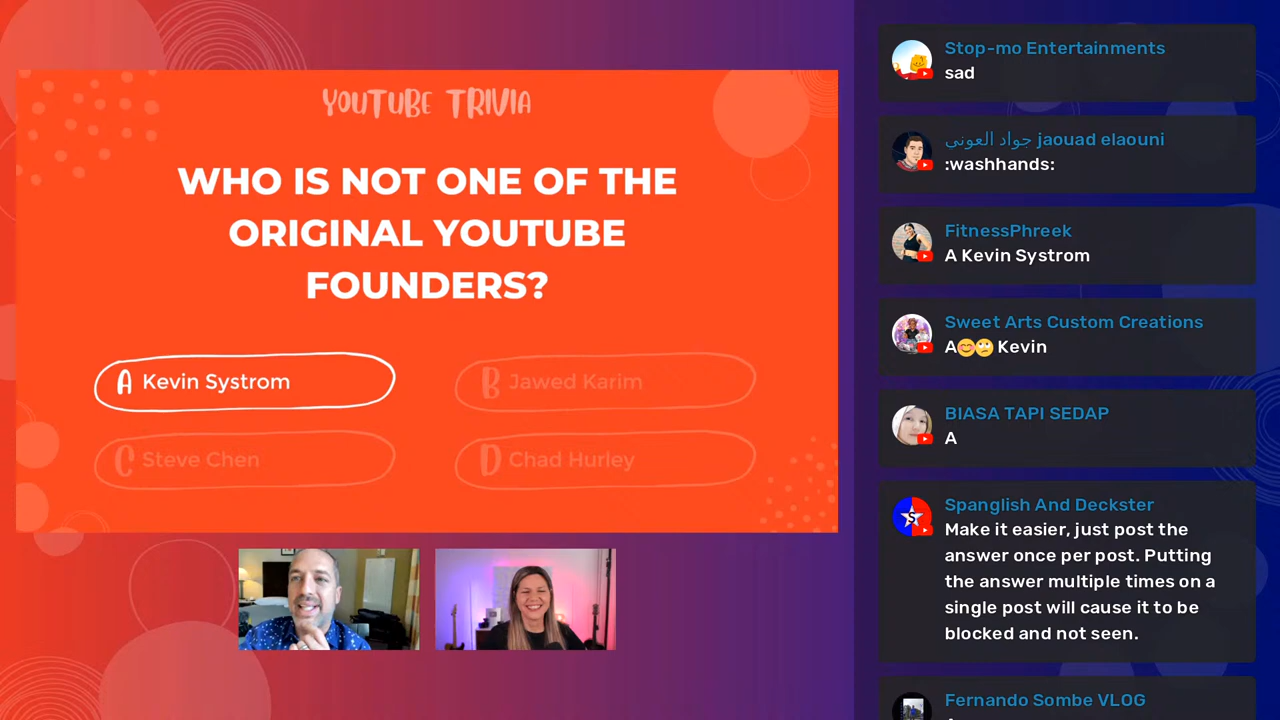 YOUTUBE TRIVIA
WHO IS NOT ONE OF THE
ORIGINAL YOUTUBE
FOUNDERS?
A Kevin Systrom
B Jawed Karim
C Steve Chen
D Chad Hurley
Stop-mo Entertainments
sad
جواد العوني jaouad elaouni
:washhands:
FitnessPhreek
A Kevin Systrom
Sweet Arts Custom Creations
A😊🙄 Kevin
BIASA TAPI SEDAP
A
Spanglish And Deckster
Make it easier, just post the
answer once per post. Putting
the answer multiple times on a
single post will cause it to be
blocked and not seen.
Fernando Sombe VLOG